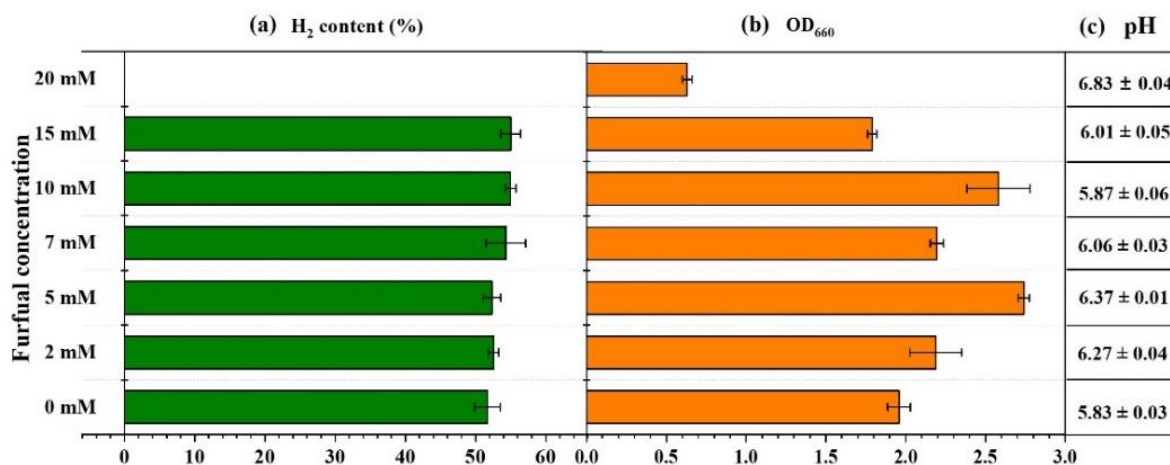 (a) H₂ content (%) (b) OD₆₆₀ (c) pH
Furfual concentration
20 mM 6.83 ± 0.04
15 mM 6.01 ± 0.05
10 mM 5.87 ± 0.06
7 mM 6.06 ± 0.03
5 mM 6.37 ± 0.01
2 mM 6.27 ± 0.04
0 mM 5.83 ± 0.03
0 10 20 30 40 50 60 0.0 0.5 1.0 1.5 2.0 2.5 3.0